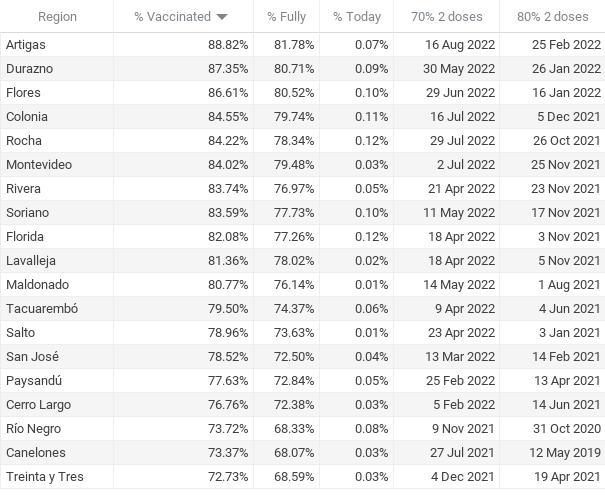 Region % Vaccinated % Fully % Today 70% 2 doses 80% 2 doses
Artigas 88.82% 81.78% 0.07% 16 Aug 2022 25 Feb 2022
Durazno 87.35% 80.71% 0.09% 30 May 2022 26 Jan 2022
Flores 86.61% 80.52% 0.10% 29 Jun 2022 16 Jan 2022
Colonia 84.55% 79.74% 0.11% 16 Jul 2022 5 Dec 2021
Rocha 84.22% 78.34% 0.12% 29 Jul 2022 26 Oct 2021
Montevideo 84.02% 79.48% 0.03% 2 Jul 2022 25 Nov 2021
Rivera 83.74% 76.97% 0.05% 21 Apr 2022 23 Nov 2021
Soriano 83.59% 77.73% 0.10% 11 May 2022 17 Nov 2021
Florida 82.08% 77.26% 0.12% 18 Apr 2022 3 Nov 2021
Lavalleja 81.36% 78.02% 0.02% 18 Apr 2022 5 Nov 2021
Maldonado 80.77% 76.14% 0.01% 14 May 2022 1 Aug 2021
Tacuarembó 79.50% 74.37% 0.06% 9 Apr 2022 4 Jun 2021
Salto 78.96% 73.63% 0.01% 23 Apr 2022 3 Jan 2021
San José 78.52% 72.50% 0.04% 13 Mar 2022 14 Feb 2021
Paysandú 77.63% 72.84% 0.05% 25 Feb 2022 13 Apr 2021
Cerro Largo 76.76% 72.38% 0.03% 5 Feb 2022 14 Jun 2021
Río Negro 73.72% 68.33% 0.08% 9 Nov 2021 31 Oct 2020
Canelones 73.37% 68.07% 0.03% 27 Jul 2021 12 May 2019
Treinta y Tres 72.73% 68.59% 0.03% 4 Dec 2021 19 Apr 2021